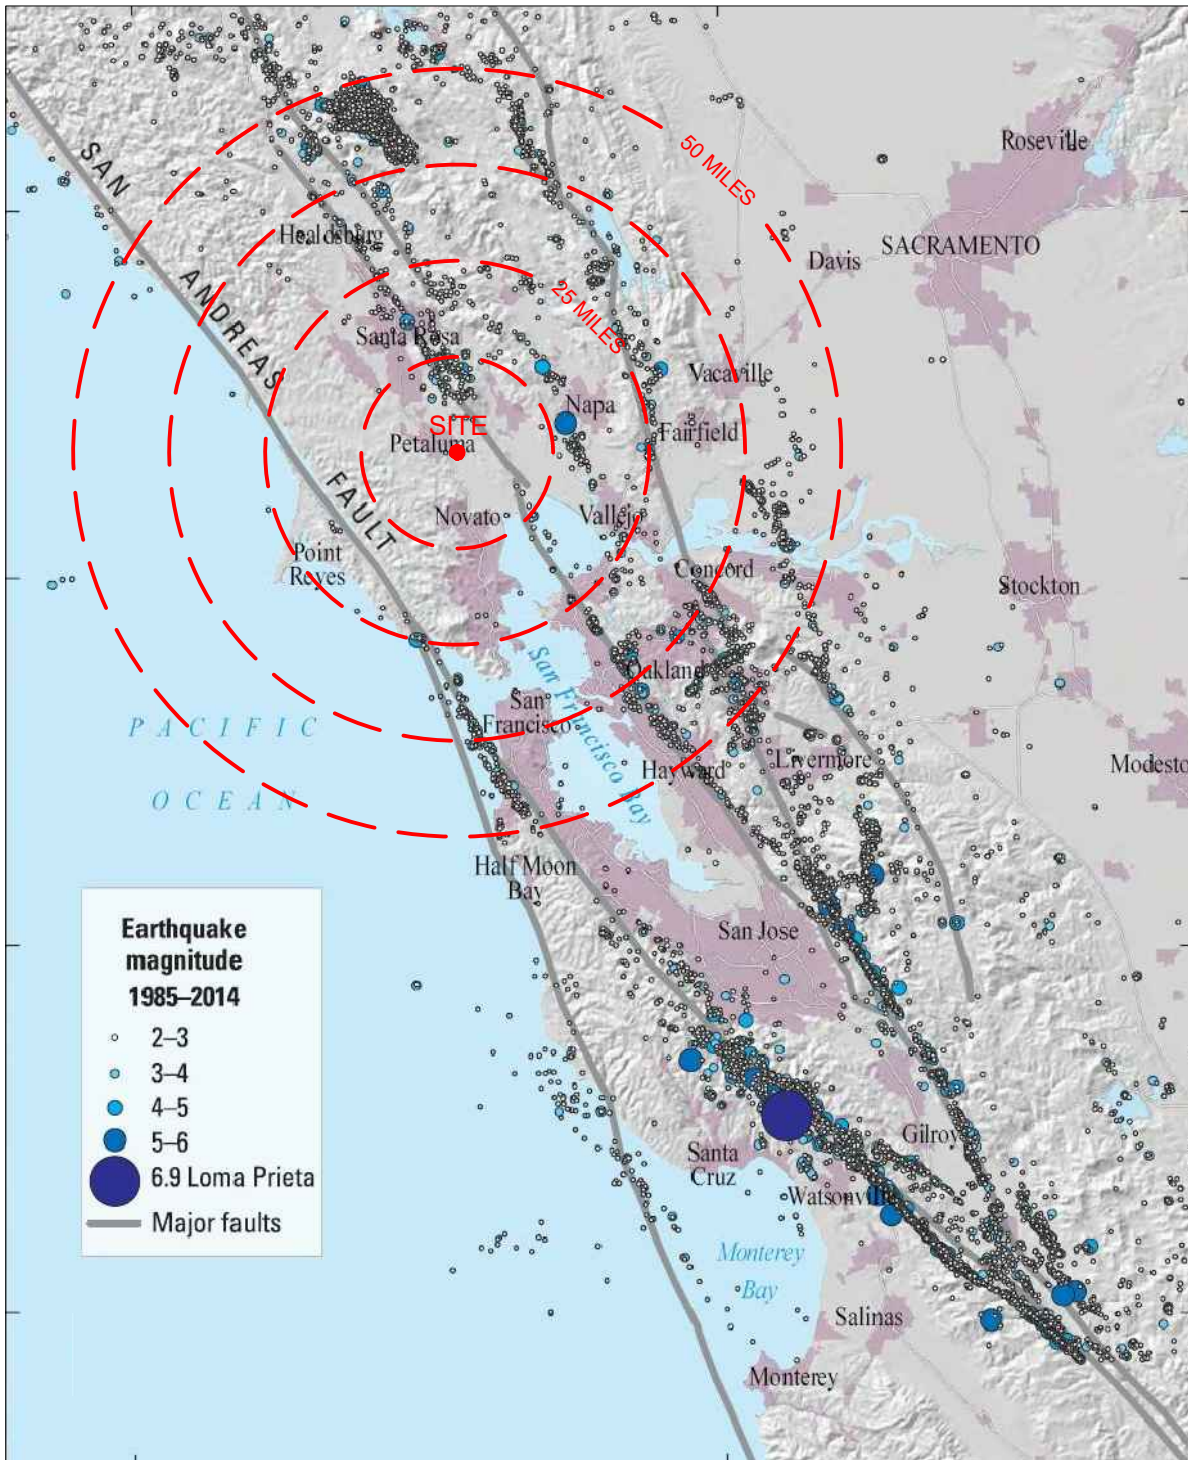 50 MILES
Roseville
SAN
ANDREAS
FAULT
Healdsburg
SACRAMENTO
Davis
25 MILES
Santa Rosa
Vacaville
Napa
SITE
Petaluma
Fairfield
Novato
Vallejo
Point
Reyes
Concord
Stockton
Oakland
San Francisco Bay
San
Francisco
PACIFIC
OCEAN
Hayward
Livermore
Modesto
Half Moon
Bay
San Jose
Earthquake
magnitude
1985–2014
2–3
3–4
4–5
5–6
6.9 Loma Prieta
Major faults
Gilroy
Santa
Cruz
Watsonville
Monterey
Bay
Salinas
Monterey